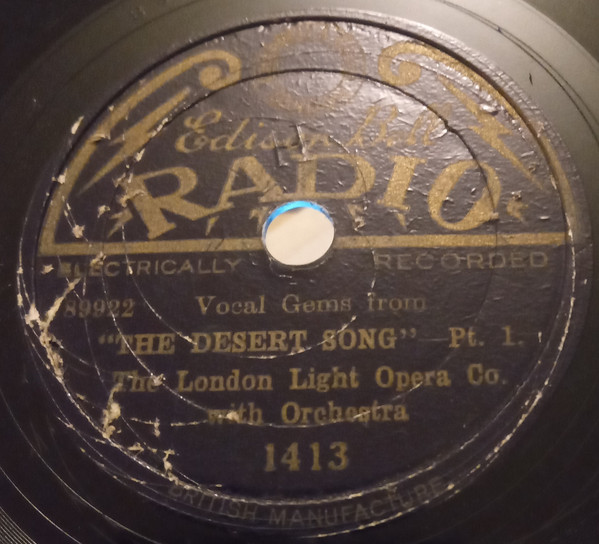 Edison Bell
RADIO
ELECTRICALLY RECORDED
89922 Vocal Gems from
"THE DESERT SONG"—Pt. 1.
The London Light Opera Co.
with Orchestra
1413
BRITISH MANUFACTURE